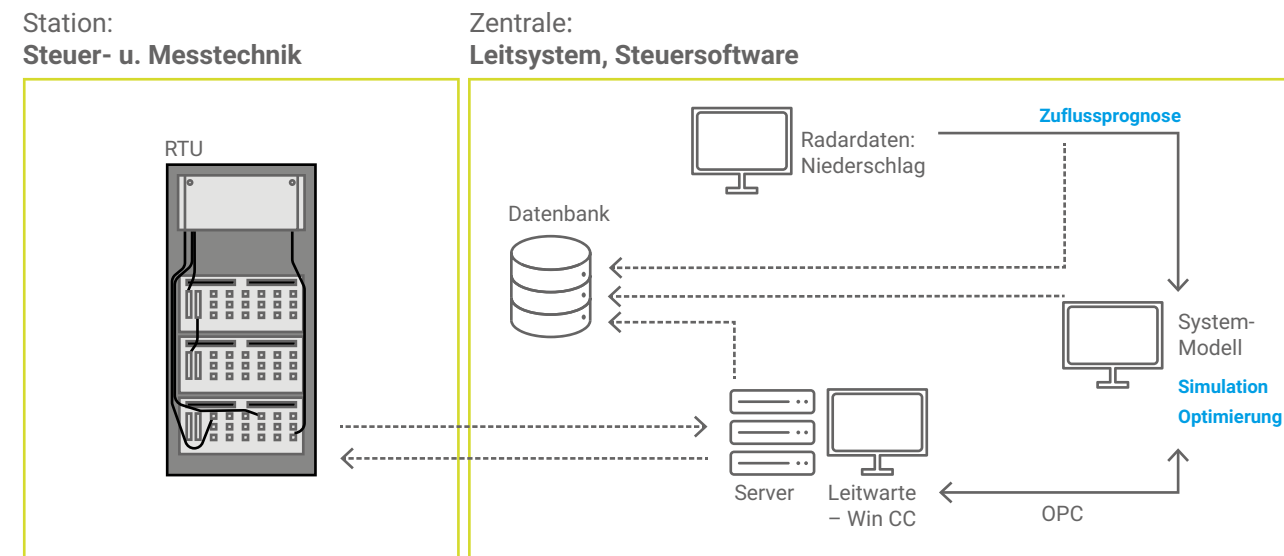 Station:
Steuer- u. Messtechnik
Zentrale:
Leitsystem, Steuersoftware
RTU
Zuflussprognose
Radardaten:
Niederschlag
Datenbank
System-
Modell
Simulation
Optimierung
Server
Leitwarte
– Win CC
OPC